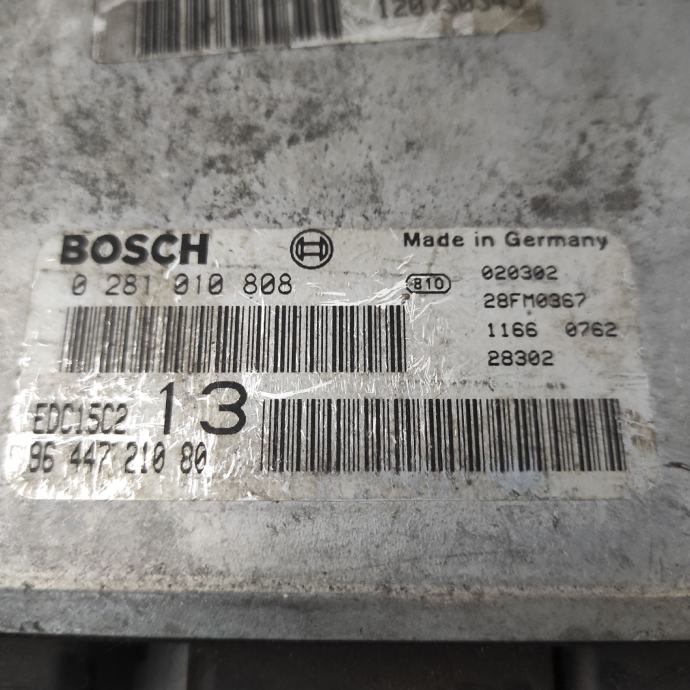 BOSCH
Made in Germany
0 281 010 808
810
020302
28FM0367
1166 0762
28302
EDC15C2 13
96 447 210 80